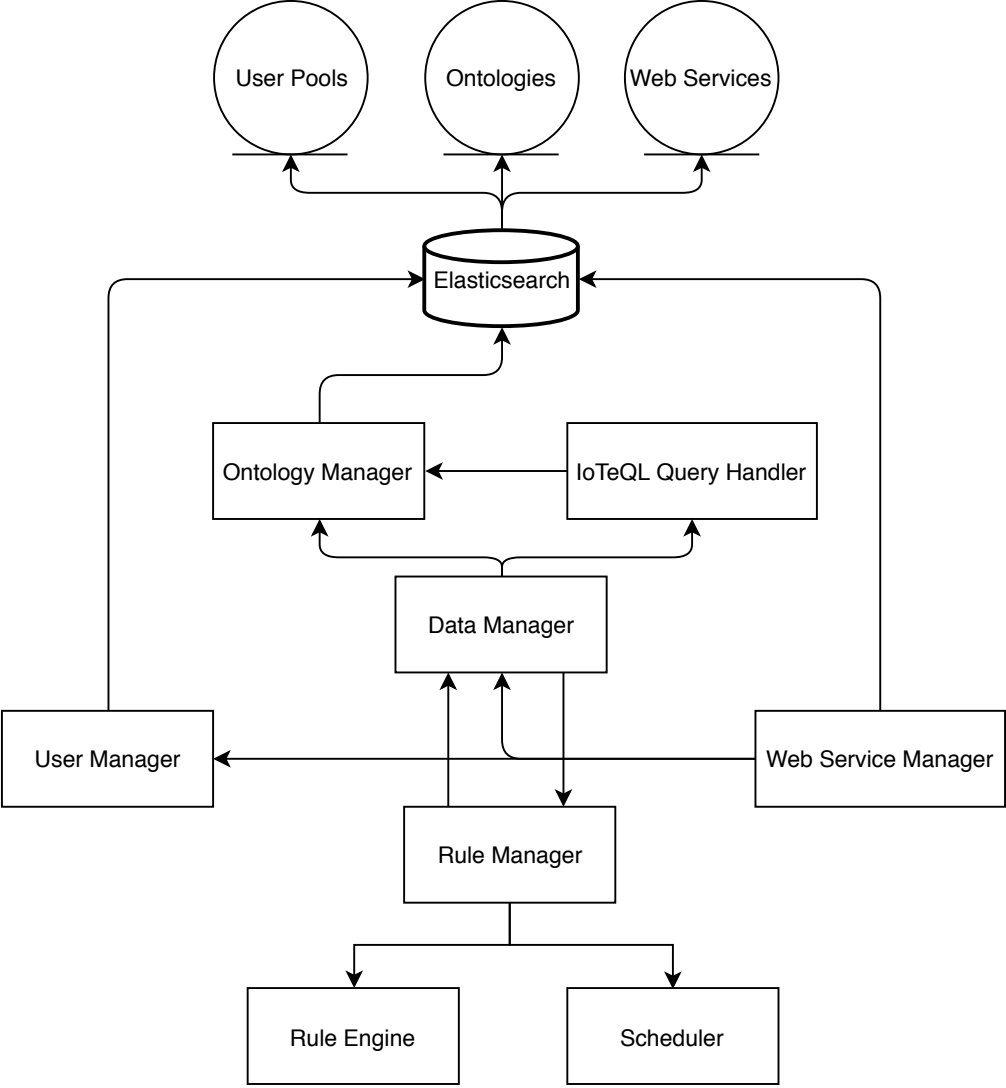 User Pools
Ontologies
Web Services
Elasticsearch
Ontology Manager
IoTeQL Query Handler
Data Manager
User Manager
Web Service Manager
Rule Manager
Rule Engine
Scheduler